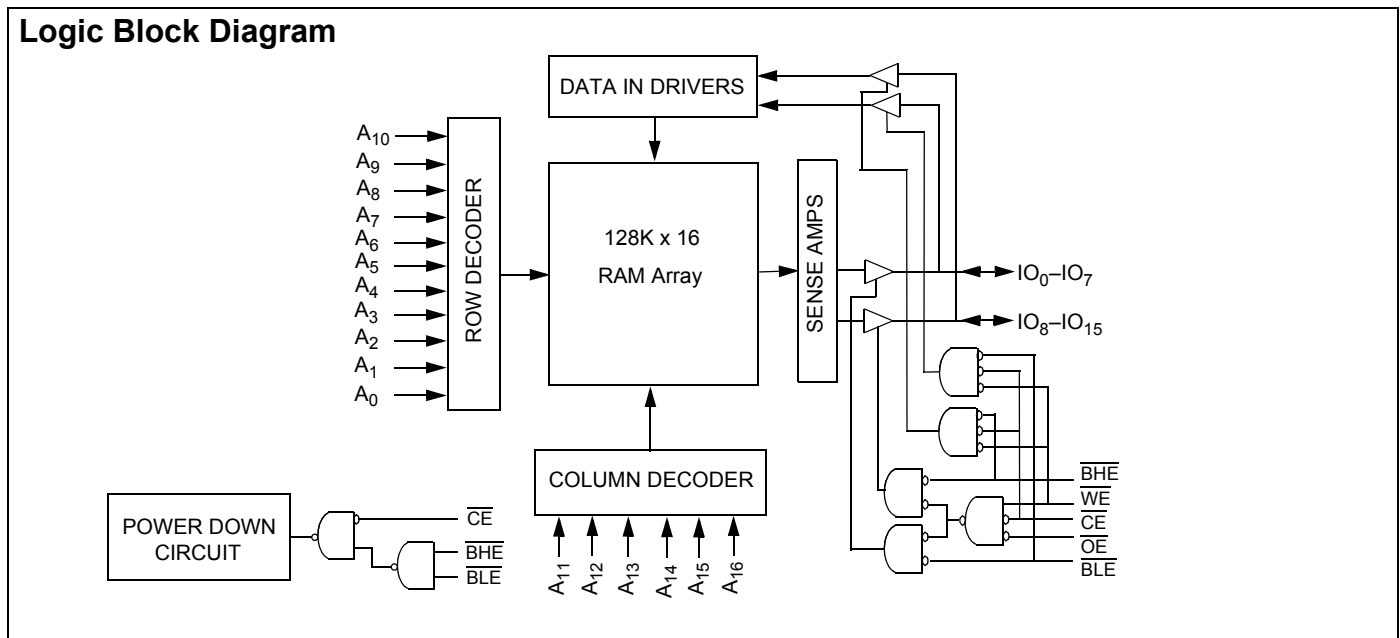 Logic Block Diagram
DATA IN DRIVERS
A10
A9
A8
A7
A6
A5
A4
A3
A2
A1
A0
ROW DECODER
128K x 16
RAM Array
SENSE AMPS
IO0–IO7
IO8–IO15
COLUMN DECODER
A11
A12
A13
A14
A15
A16
POWER DOWN
CIRCUIT
CE
BHE
BLE
BHE
WE
CE
OE
BLE